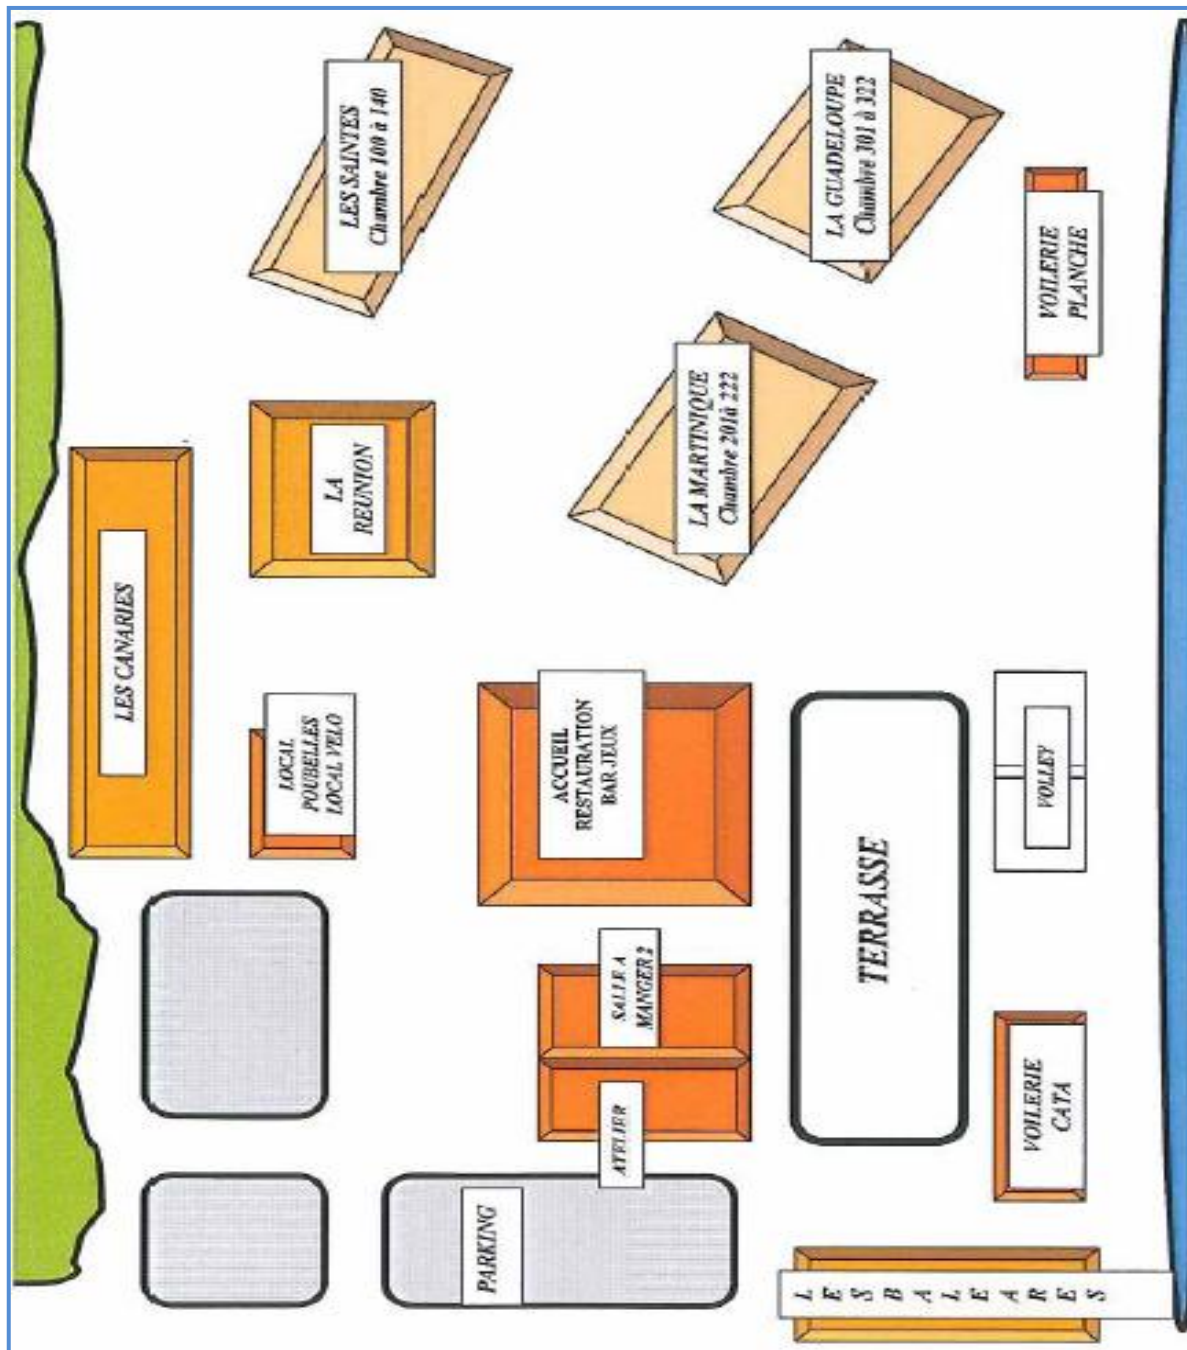 LES CANARIES
LOCAL
POUBELLES
LOCAL VELO
LA
REUNION
LES SAINTES
Chambre 100 à 140
PARKING
ATELIER
SALLE A
MANGER 2
ACCUEIL
RESTAURATION
BAR JEUX
LA MARTINIQUE
Chambre 201à 222
LA GUADELOUPE
Chambre 301 à 322
LES BALEARES
TERRASSE
VOILERIE
CATA
VOLLEY
VOILERIE
PLANCHE